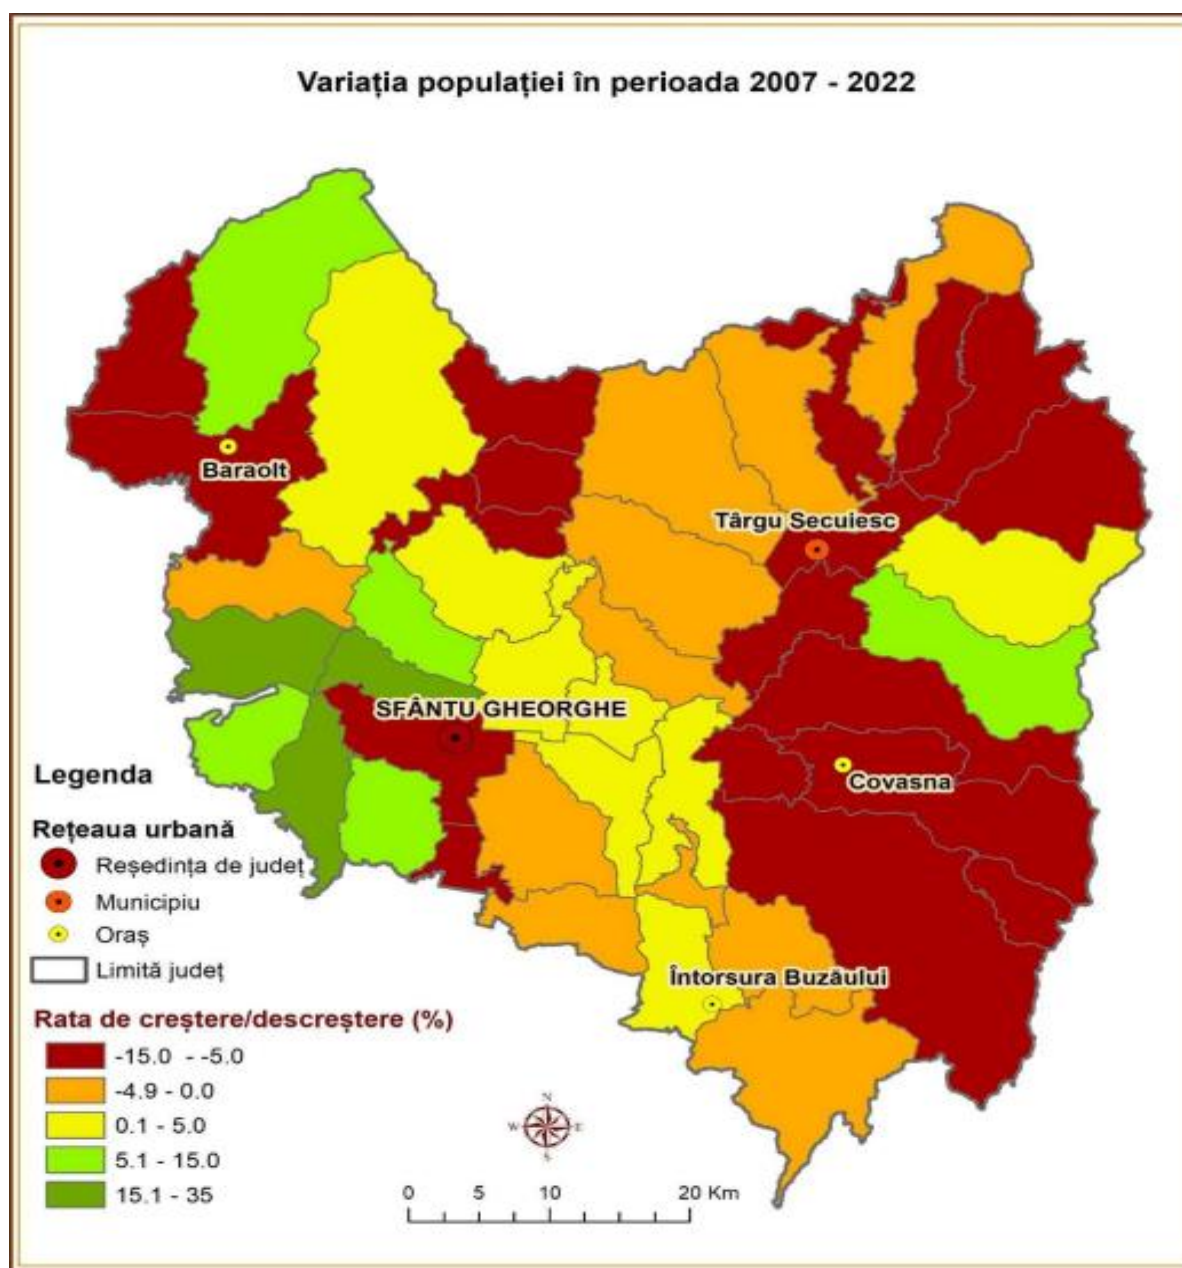 Variația populației în perioada 2007 - 2022
Baraolt
Târgu Secuiesc
SFÂNTU GHEORGHE
Covasna
Întorsura Buzăului
Legenda
Rețeaua urbană
Reședința de județ
Municipiu
Oraș
Limită județ
Rata de creștere/descreștere (%)
-15.0 - -5.0
-4.9 - 0.0
0.1 - 5.0
5.1 - 15.0
15.1 - 35
N
W E
S
0 5 10 20 Km